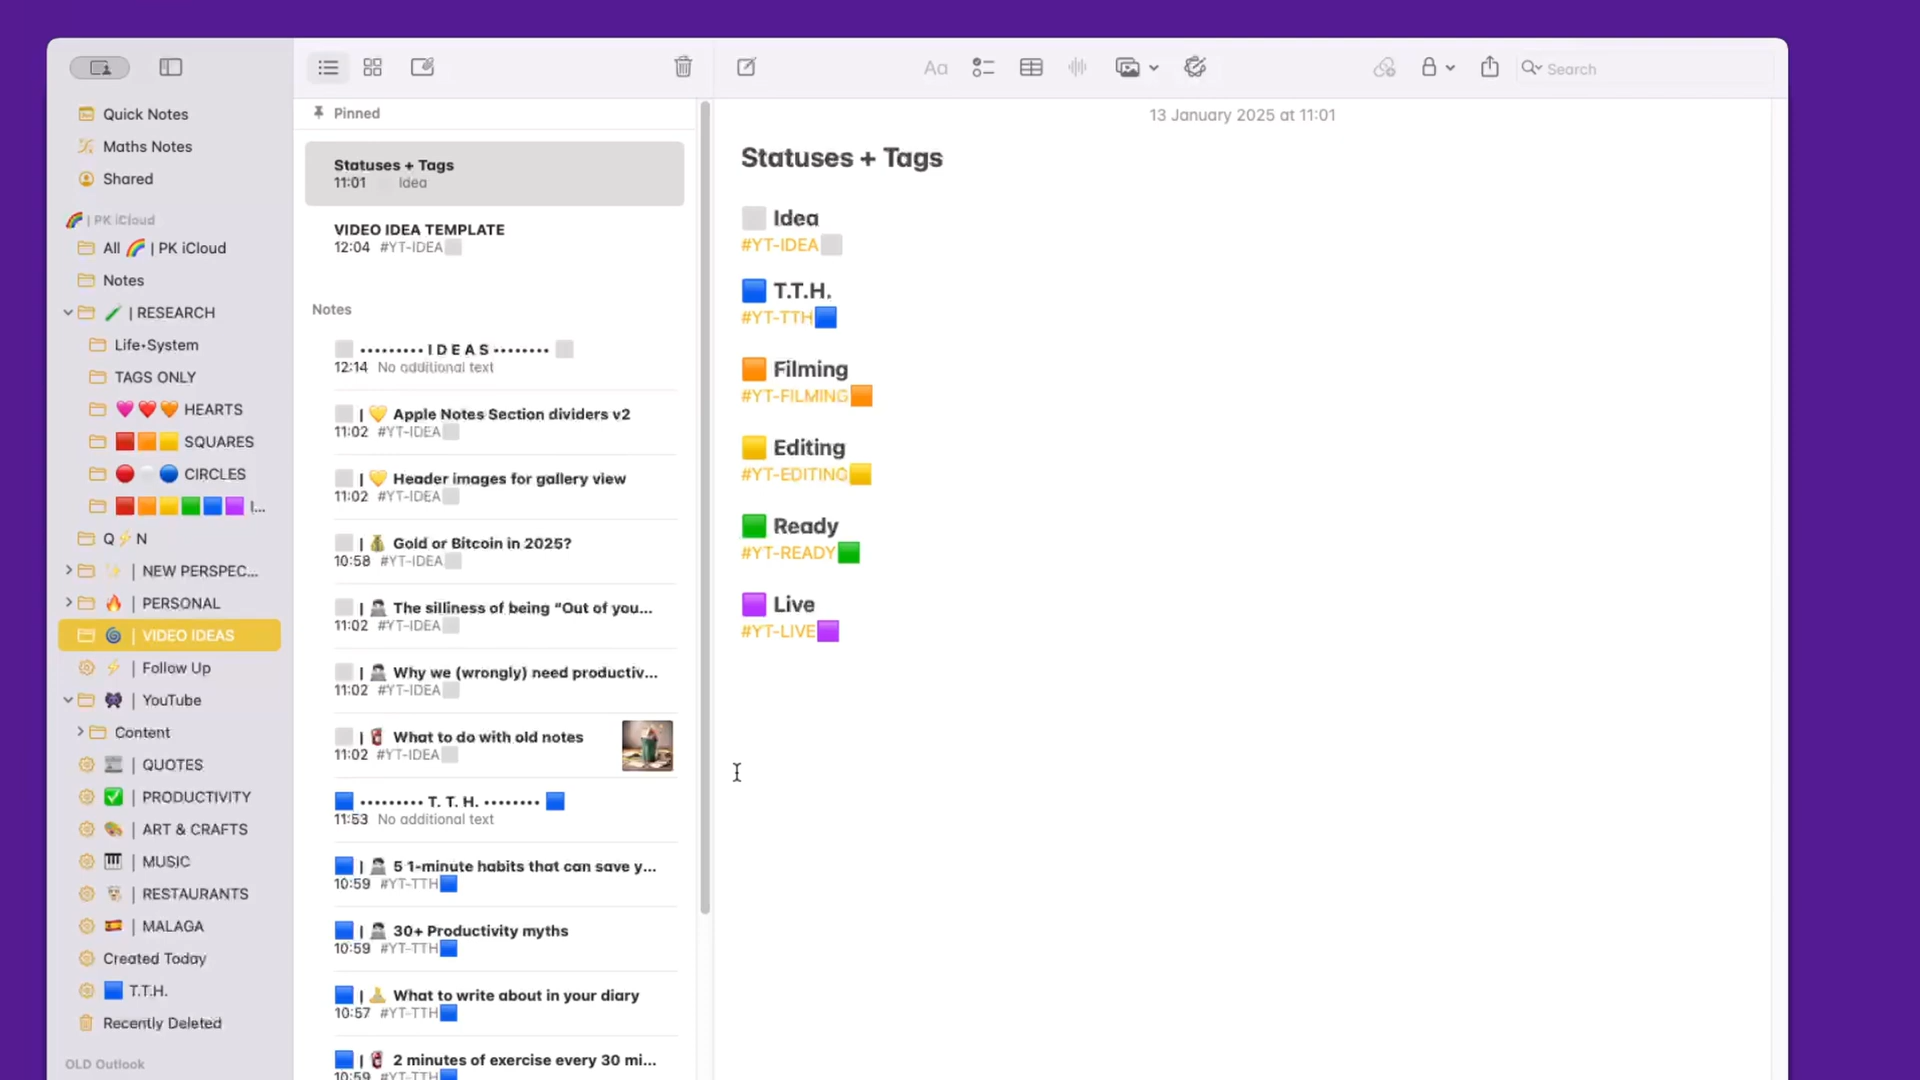 Quick Notes
Maths Notes
Shared
🌈 | PK iCloud
All 🌈 | PK iCloud
Notes
| RESEARCH
Life•System
TAGS ONLY
🩷❤️🧡 HEARTS
🟥🟧🟨 SQUARES
🔴⚪🔵 CIRCLES
🟥🟧🟨🟩🟦🟪 I...
Q⚡N
✨ | NEW PERSPEC...
🔥 | PERSONAL
🌀 | VIDEO IDEAS
⚡ | Follow Up
👾 | YouTube
Content
| QUOTES
✅ | PRODUCTIVITY
🎨 | ART & CRAFTS
🎹 | MUSIC
| RESTAURANTS
🇪🇸 | MALAGA
Created Today
🟦 T.T.H.
Recently Deleted
OLD Outlook
Pinned
Statuses + Tags
11:01 Idea
VIDEO IDEA TEMPLATE
12:04 #YT-IDEA⬜
Notes
⬜ ••••••••• I D E A S •••••••• ⬜
12:14 No additional text
⬜ | 💛 Apple Notes Section dividers v2
11:02 #YT-IDEA⬜
⬜ | 💛 Header images for gallery view
11:02 #YT-IDEA⬜
⬜ | 💰 Gold or Bitcoin in 2025?
10:58 #YT-IDEA⬜
⬜ | The silliness of being “Out of you...
11:02 #YT-IDEA⬜
⬜ | Why we (wrongly) need productiv...
11:02 #YT-IDEA⬜
⬜ | What to do with old notes
11:02 #YT-IDEA⬜
🟦 ••••••••• T. T. H. •••••••• 🟦
11:53 No additional text
🟦 | 5 1-minute habits that can save y...
10:59 #YT-TTH🟦
🟦 | 30+ Productivity myths
10:59 #YT-TTH🟦
🟦 | What to write about in your diary
10:57 #YT-TTH🟦
🟦 | 2 minutes of exercise every 30 mi...
10:59 #YT-TTH🟦
Aa
Search
13 January 2025 at 11:01
Statuses + Tags
⬜ Idea
#YT-IDEA⬜
🟦 T.T.H.
#YT-TTH🟦
🟧 Filming
#YT-FILMING🟧
🟨 Editing
#YT-EDITING🟨
🟩 Ready
#YT-READY🟩
🟪 Live
#YT-LIVE🟪